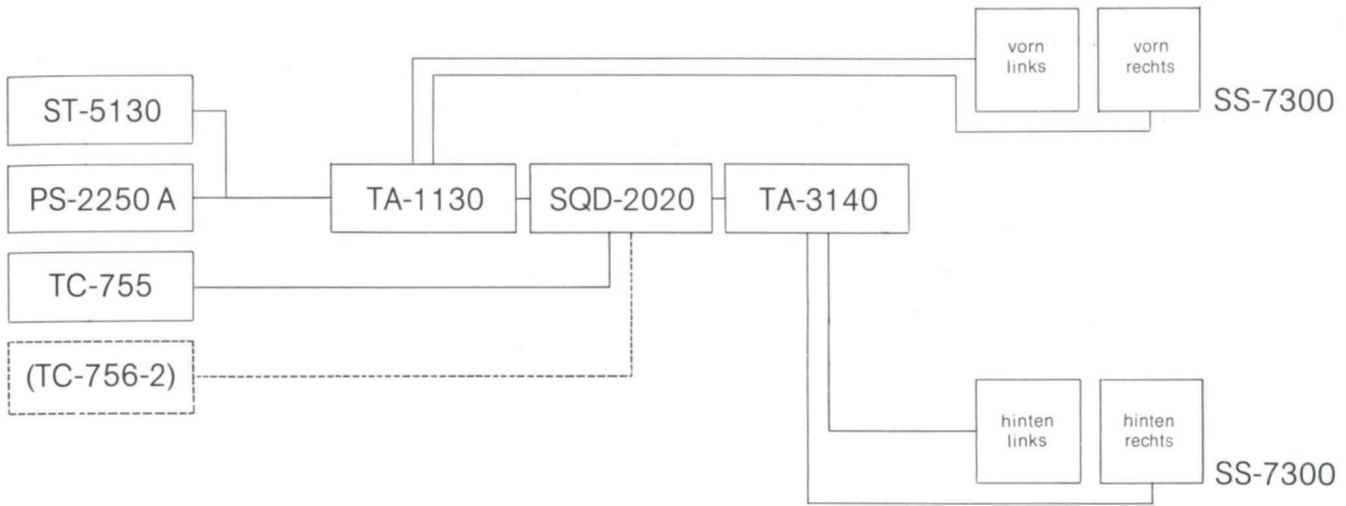 vorn
links
vorn
rechts
SS-7300
ST-5130
PS-2250 A
TA-1130
SQD-2020
TA-3140
TC-755
(TC-756-2)
hinten
links
hinten
rechts
SS-7300